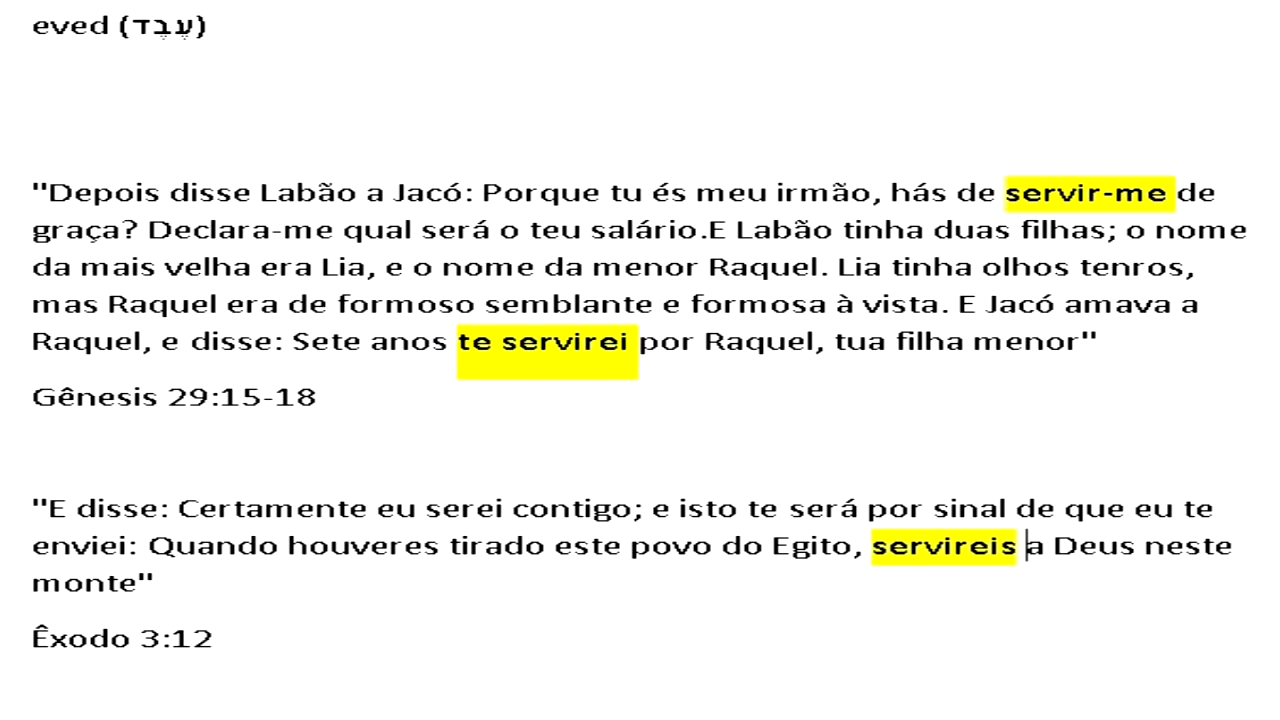 eved (עֶבֶד)
"Depois disse Labão a Jacó: Porque tu és meu irmão, hás de servir-me de
graça? Declara-me qual será o teu salário.E Labão tinha duas filhas; o nome
da mais velha era Lia, e o nome da menor Raquel. Lia tinha olhos tenros,
mas Raquel era de formoso semblante e formosa à vista. E Jacó amava a
Raquel, e disse: Sete anos te servirei por Raquel, tua filha menor"
Gênesis 29:15-18
"E disse: Certamente eu serei contigo; e isto te será por sinal de que eu te
enviei: Quando houveres tirado este povo do Egito, servireis a Deus neste
monte"
Êxodo 3:12